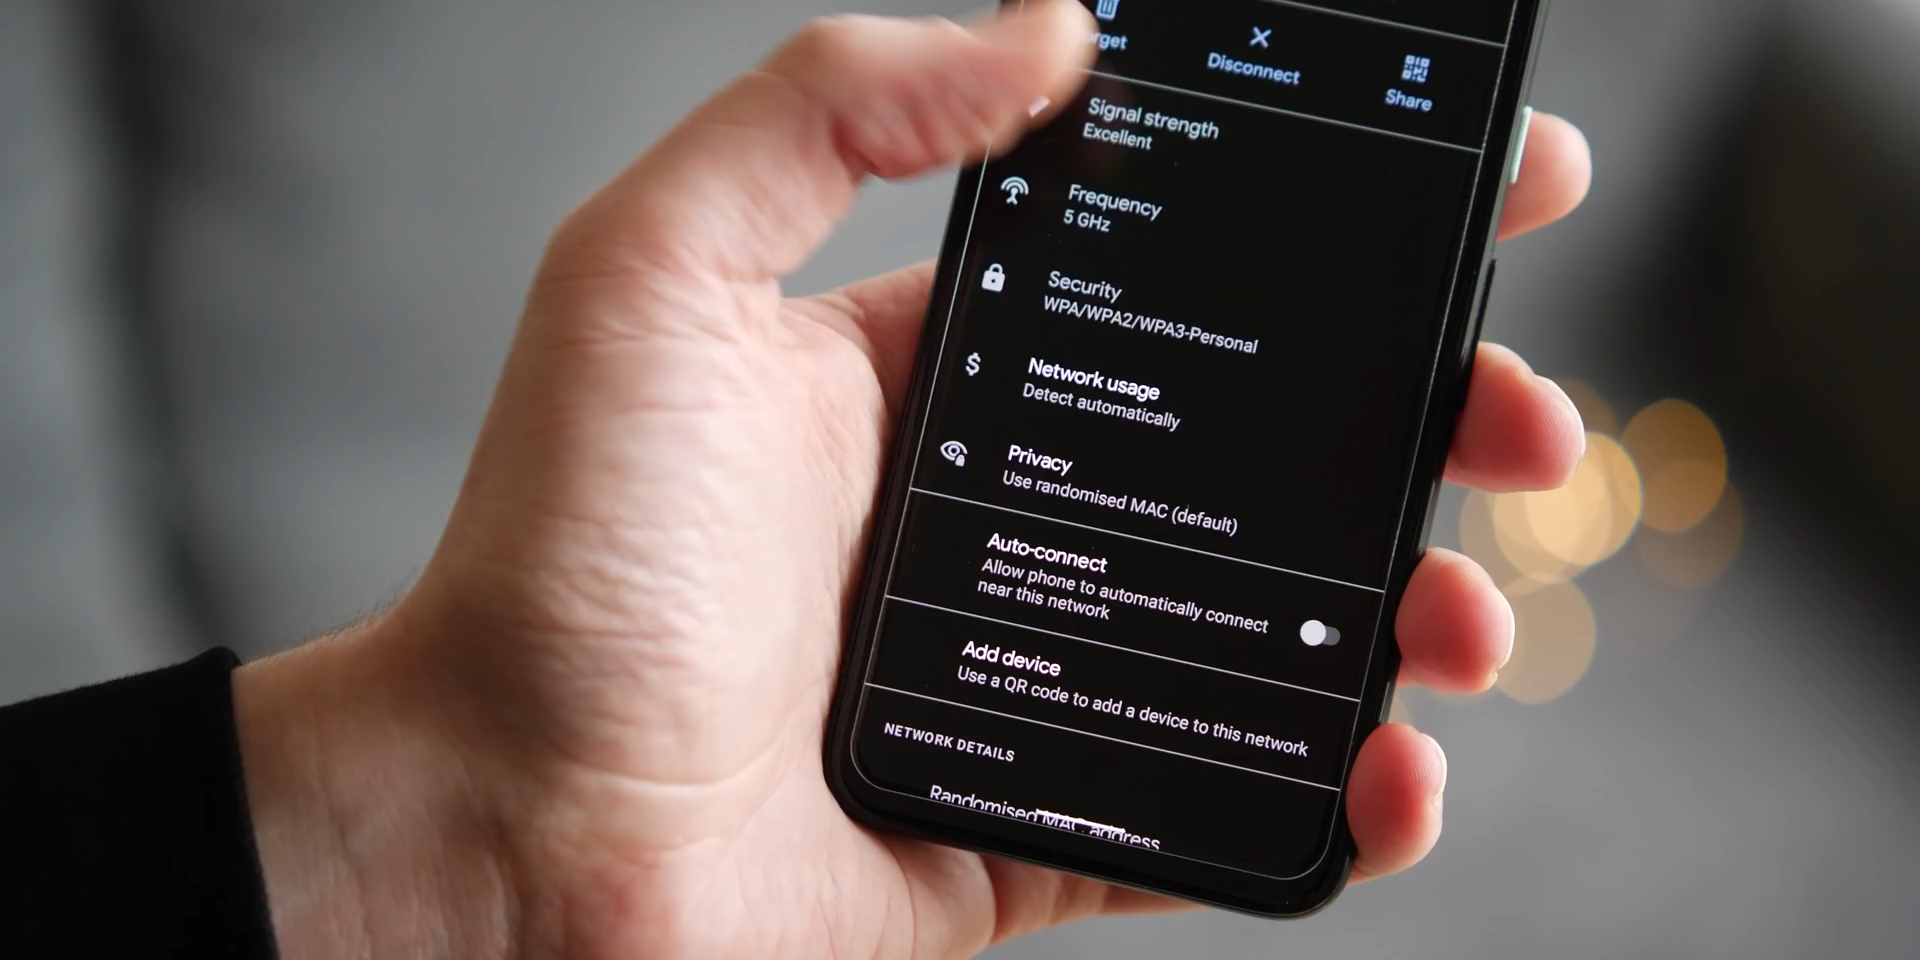 Disconnect
Share
Signal strength
Excellent
Frequency
5 GHz
Security
WPA/WPA2/WPA3-Personal
$
Network usage
Detect automatically
Privacy
Use randomised MAC (default)
Auto-connect
Allow phone to automatically connect
near this network
Add device
Use a QR code to add a device to this network
NETWORK DETAILS
Randomised MAC address